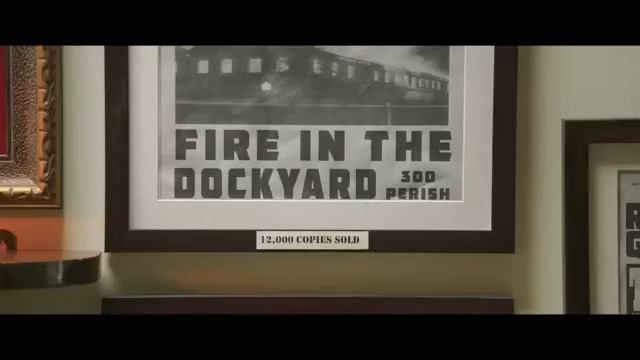 FIRE IN THE
DOCKYARD 300
PERISH
12,000 COPIES SOLD